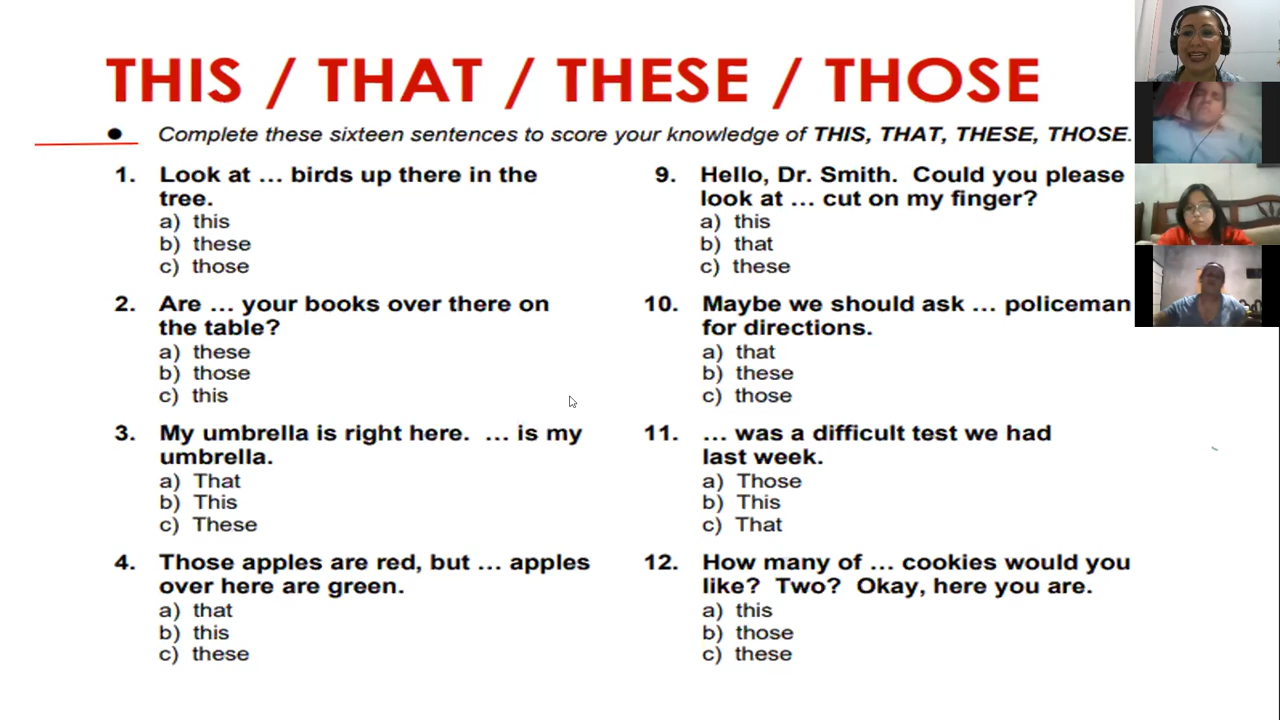 THIS / THAT / THESE / THOSE
● Complete these sixteen sentences to score your knowledge of THIS, THAT, THESE, THOSE.
1. Look at … birds up there in the
tree.
a) this
b) these
c) those
2. Are … your books over there on
the table?
a) these
b) those
c) this
3. My umbrella is right here. … is my
umbrella.
a) That
b) This
c) These
4. Those apples are red, but … apples
over here are green.
a) that
b) this
c) these
9. Hello, Dr. Smith. Could you please
look at … cut on my finger?
a) this
b) that
c) these
10. Maybe we should ask … policeman
for directions.
a) that
b) these
c) those
11. … was a difficult test we had
last week.
a) Those
b) This
c) That
12. How many of … cookies would you
like? Two? Okay, here you are.
a) this
b) those
c) these